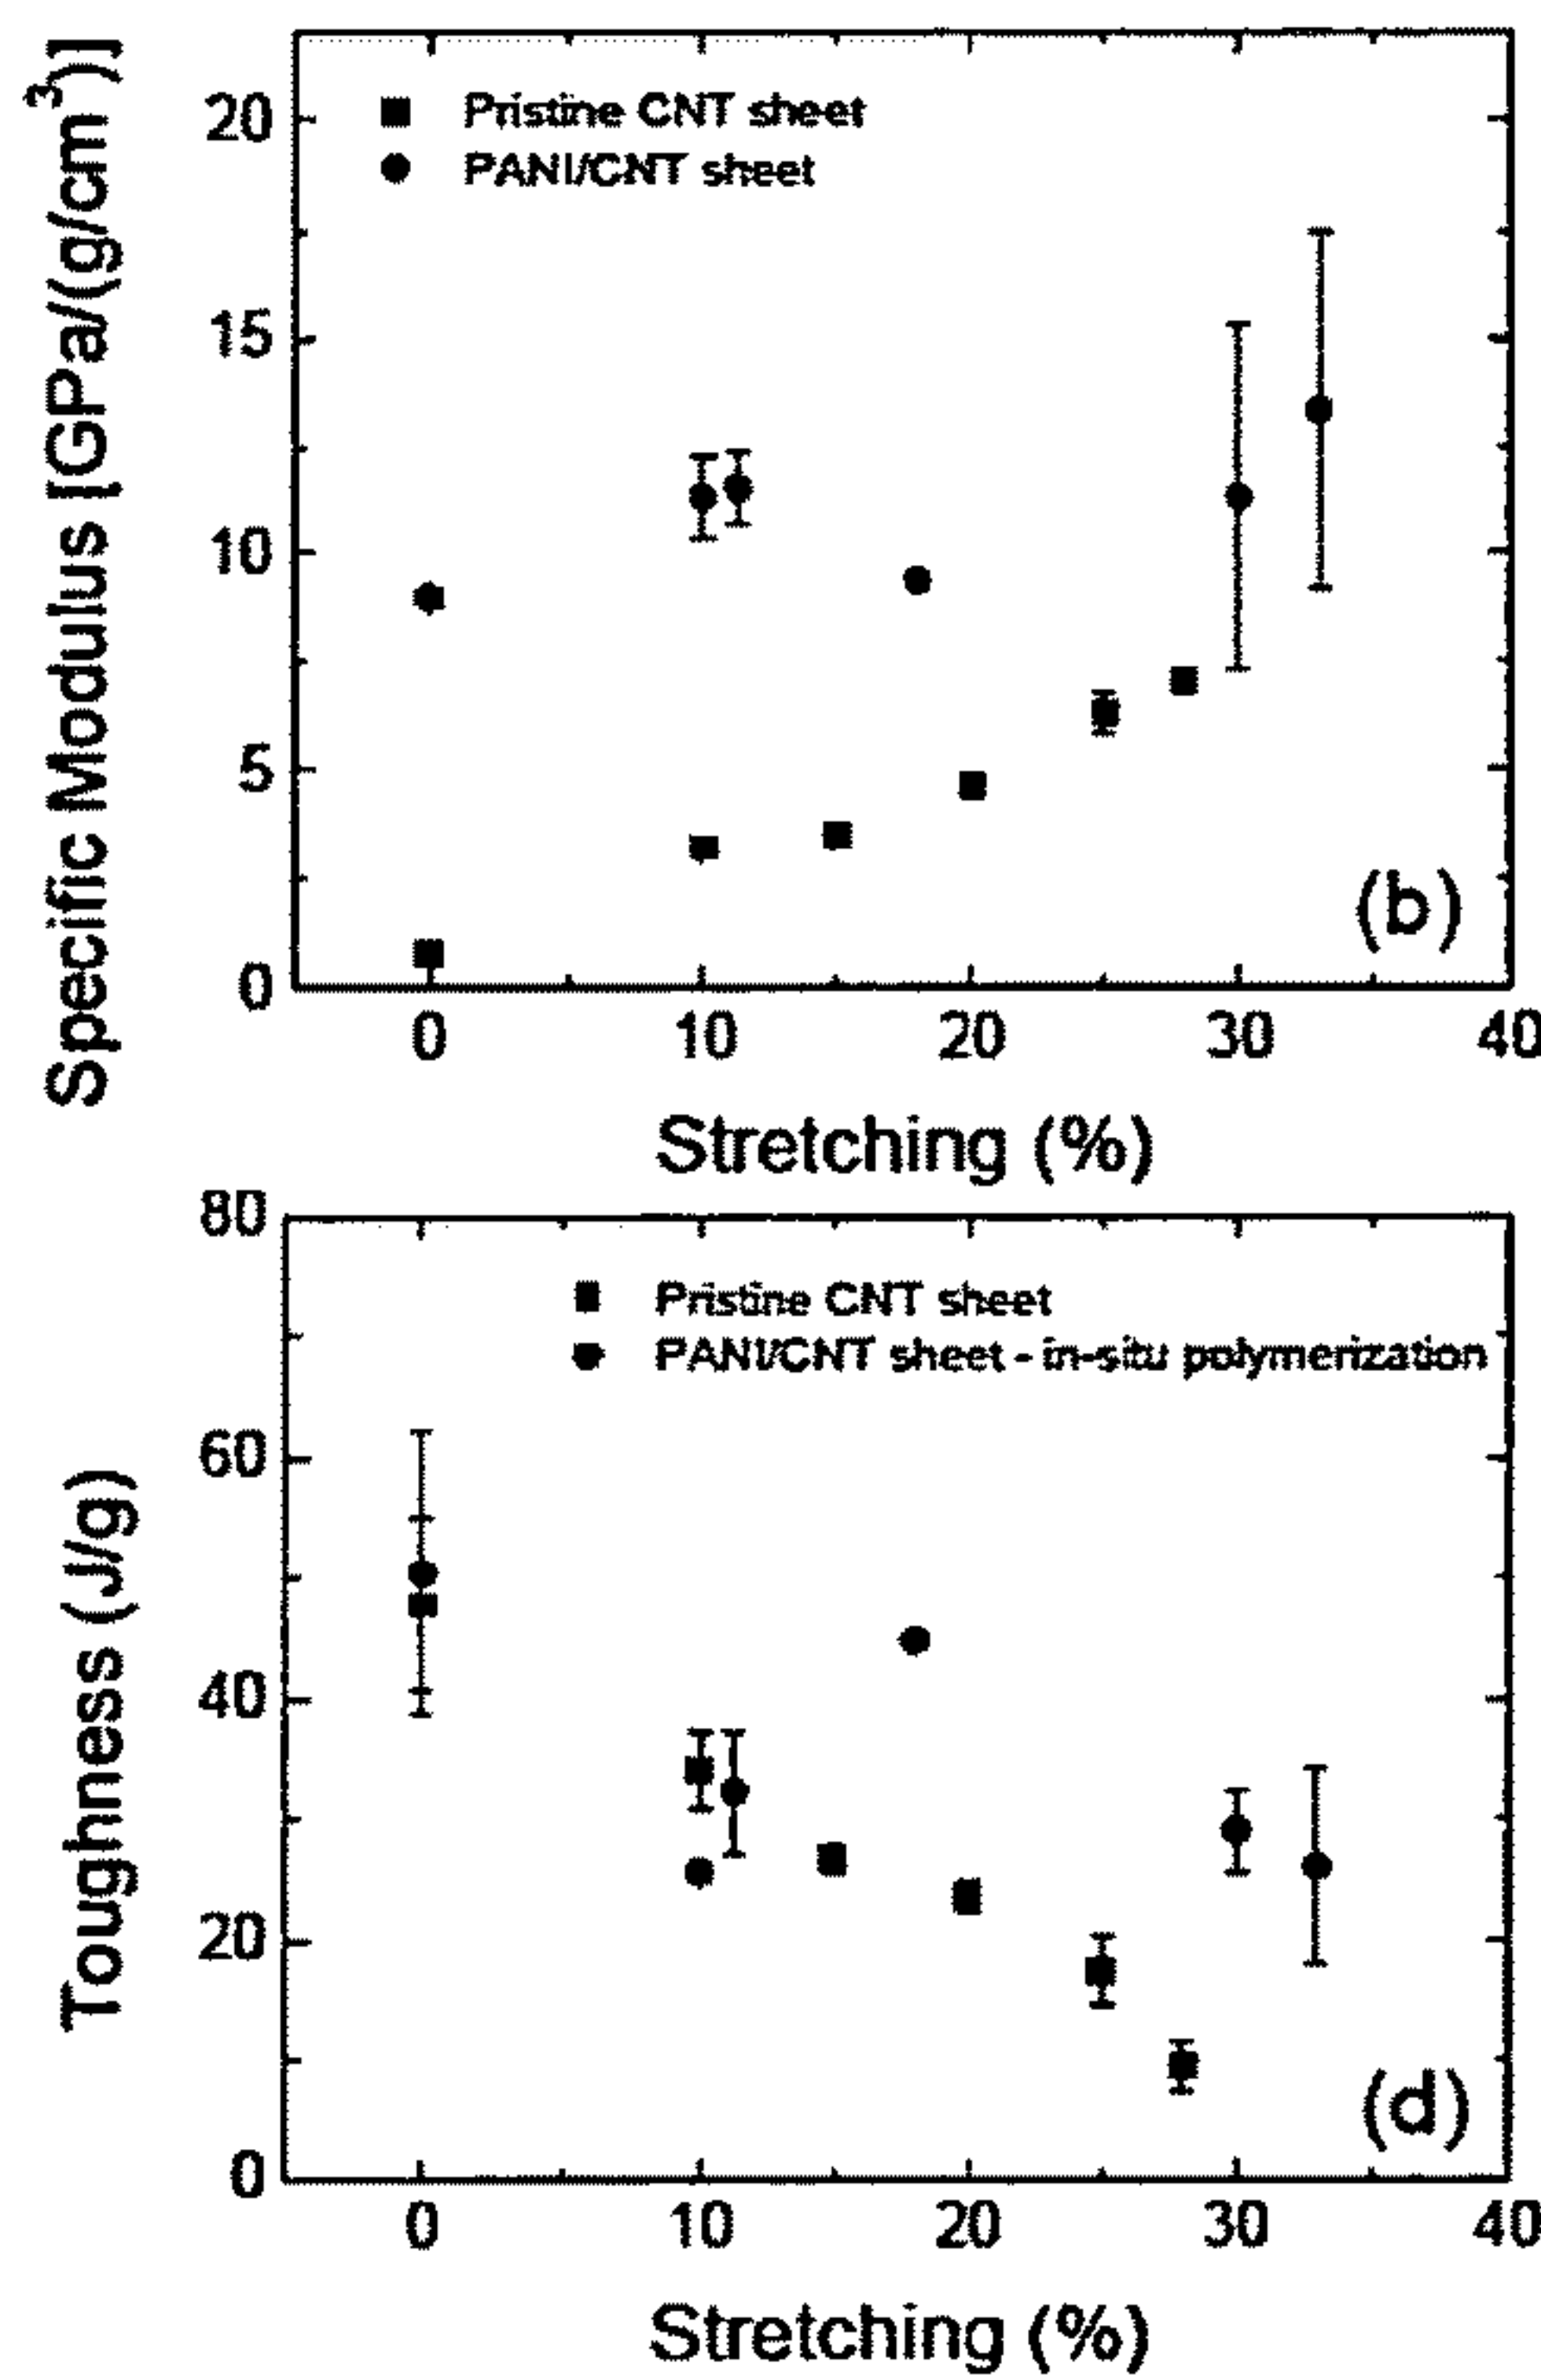 Specific Modulus [GPa/(g/cm³)]
20
15
10
5
0
Pristine CNT sheet
PANI/CNT sheet
(b)
0 10 20 30 40
Stretching (%)
Toughness (J/g)
80
60
40
20
0
Pristine CNT sheet
PANI/CNT sheet - in-situ polymerization
(d)
0 10 20 30 40
Stretching (%)